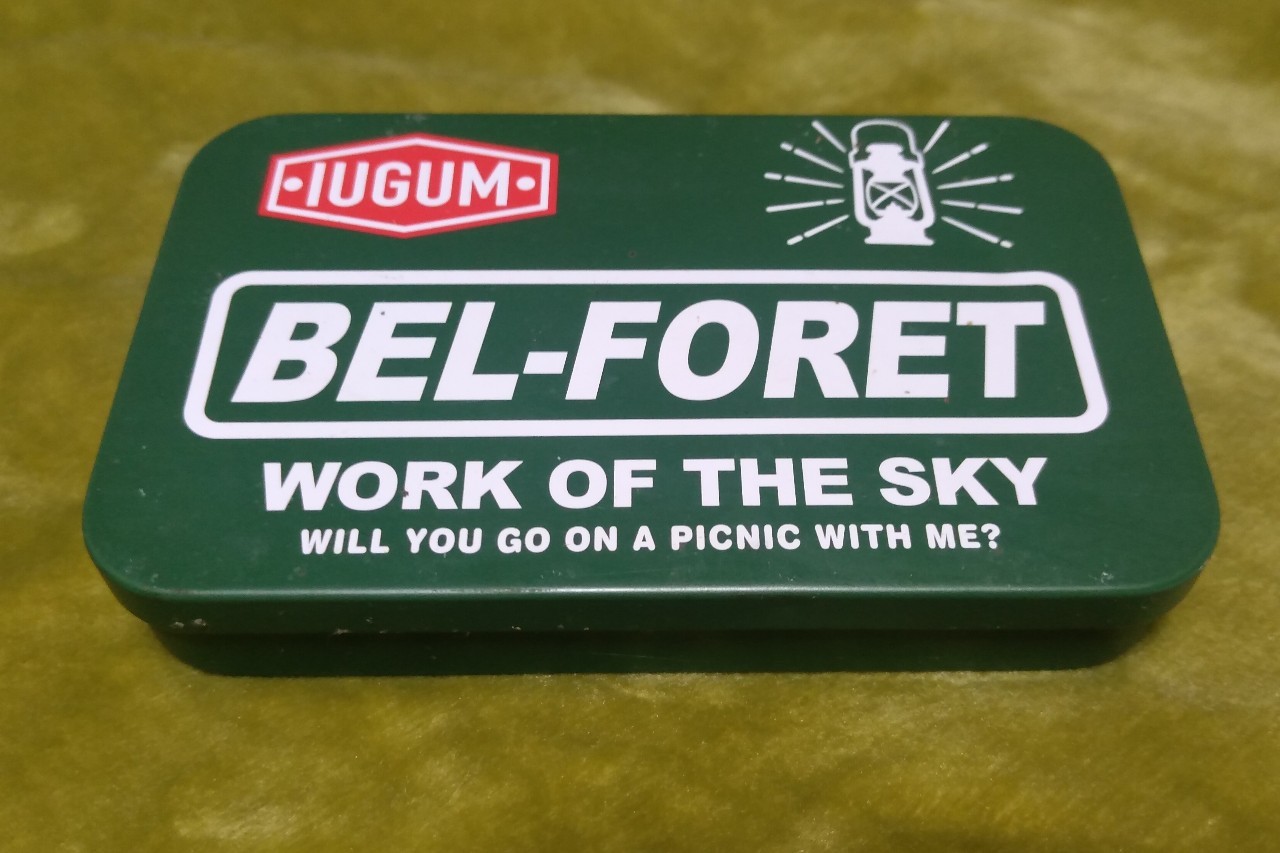 •IUGUM•
BEL-FORET
WORK OF THE SKY
WILL YOU GO ON A PICNIC WITH ME?